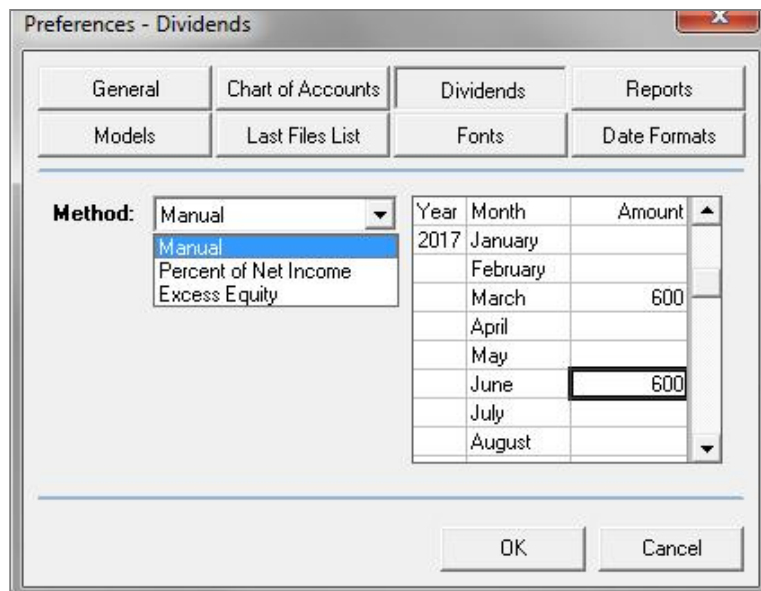 Preferences - Dividends
General Chart of Accounts Dividends Reports
Models Last Files List Fonts Date Formats
Method: Manual
Manual
Percent of Net Income
Excess Equity
Year Month Amount
2017 January
February
March 600
April
May
June 600
July
August
OK Cancel